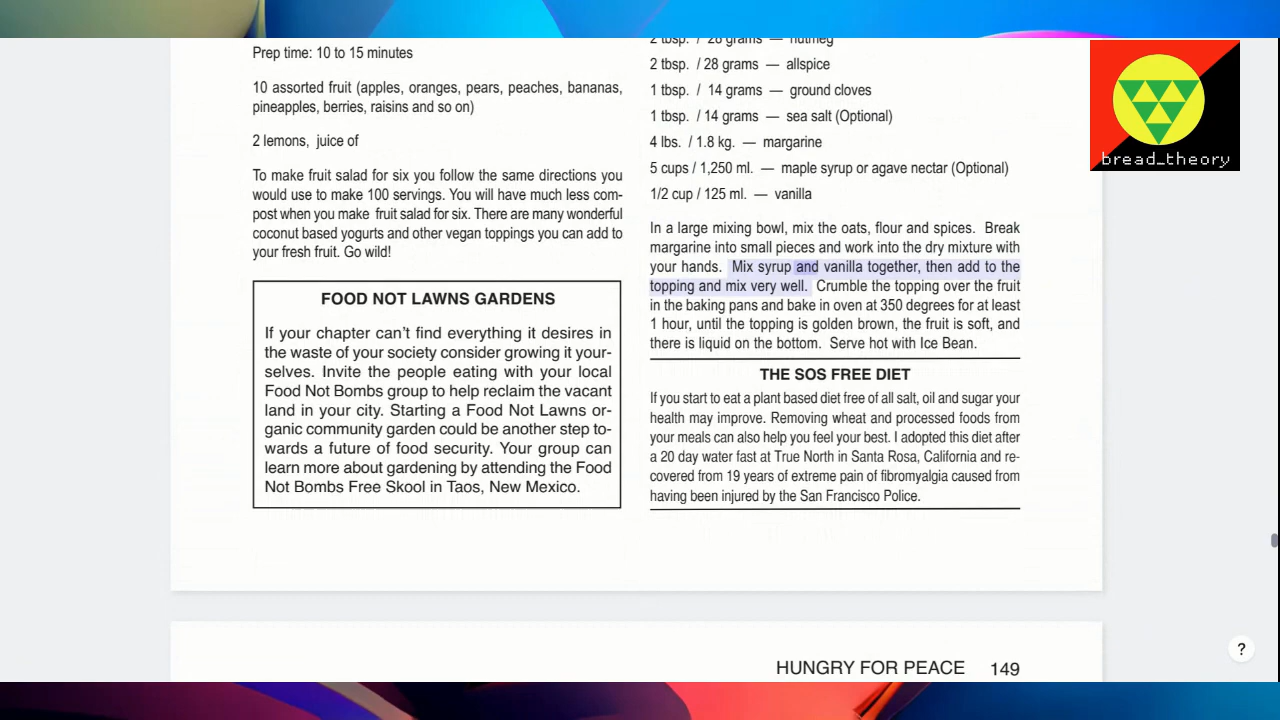 Prep time: 10 to 15 minutes
10 assorted fruit (apples, oranges, pears, peaches, bananas,
pineapples, berries, raisins and so on)
2 lemons, juice of
To make fruit salad for six you follow the same directions you
would use to make 100 servings. You will have much less com-
post when you make fruit salad for six. There are many wonderful
coconut based yogurts and other vegan toppings you can add to
your fresh fruit. Go wild!
FOOD NOT LAWNS GARDENS
If your chapter can't find everything it desires in
the waste of your society consider growing it your-
selves. Invite the people eating with your local
Food Not Bombs group to help reclaim the vacant
land in your city. Starting a Food Not Lawns or-
ganic community garden could be another step to-
wards a future of food security. Your group can
learn more about gardening by attending the Food
Not Bombs Free Skool in Taos, New Mexico.
2 tbsp. / 28 grams — nutmeg
2 tbsp. / 28 grams — allspice
1 tbsp. / 14 grams — ground cloves
1 tbsp. / 14 grams — sea salt (Optional)
4 lbs. / 1.8 kg. — margarine
5 cups / 1,250 ml. — maple syrup or agave nectar (Optional)
1/2 cup / 125 ml. — vanilla
In a large mixing bowl, mix the oats, flour and spices. Break
margarine into small pieces and work into the dry mixture with
your hands. Mix syrup and vanilla together, then add to the
topping and mix very well. Crumble the topping over the fruit
in the baking pans and bake in oven at 350 degrees for at least
1 hour, until the topping is golden brown, the fruit is soft, and
there is liquid on the bottom. Serve hot with Ice Bean.
THE SOS FREE DIET
If you start to eat a plant based diet free of all salt, oil and sugar your
health may improve. Removing wheat and processed foods from
your meals can also help you feel your best. I adopted this diet after
a 20 day water fast at True North in Santa Rosa, California and re-
covered from 19 years of extreme pain of fibromyalgia caused from
having been injured by the San Francisco Police.
HUNGRY FOR PEACE 149
bread_theory
?